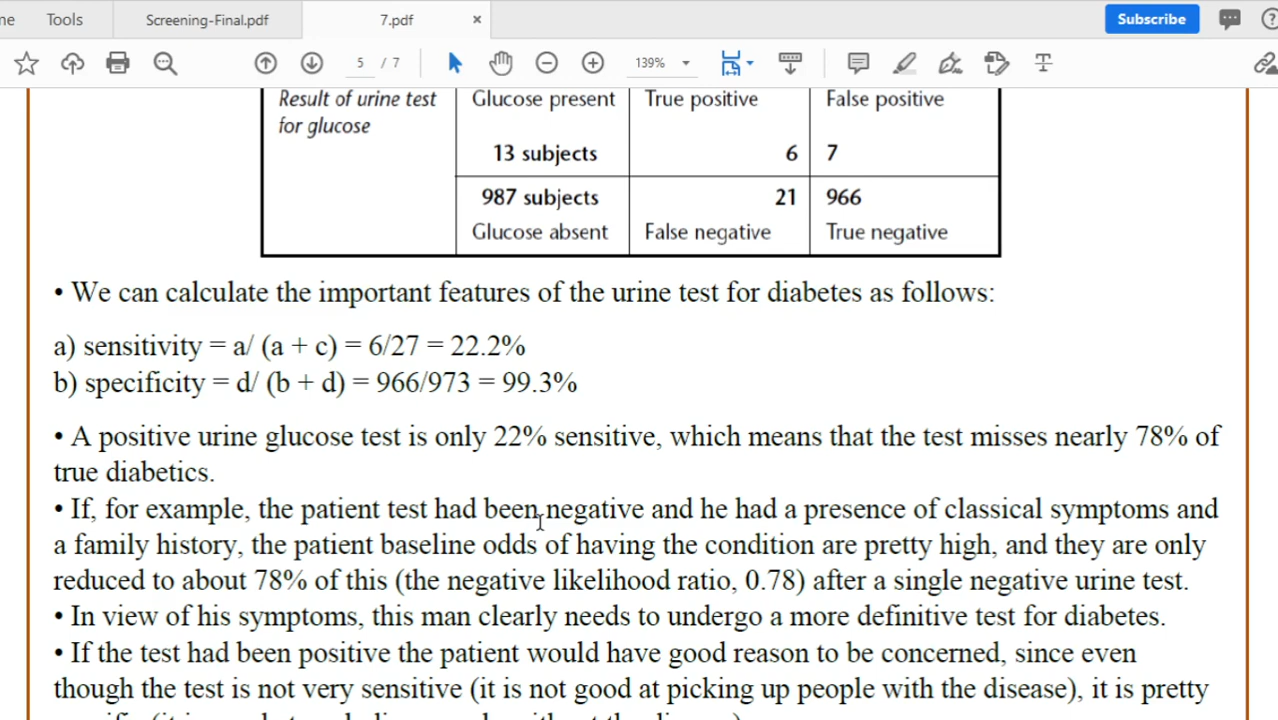 me Tools Screening-Final.pdf 7.pdf × Subscribe
5 / 7 139%
Result of urine test Glucose present True positive False positive
for glucose
13 subjects 6 7
987 subjects 21 966
Glucose absent False negative True negative
• We can calculate the important features of the urine test for diabetes as follows:
a) sensitivity = a/ (a + c) = 6/27 = 22.2%
b) specificity = d/ (b + d) = 966/973 = 99.3%
• A positive urine glucose test is only 22% sensitive, which means that the test misses nearly 78% of
true diabetics.
• If, for example, the patient test had been negative and he had a presence of classical symptoms and
a family history, the patient baseline odds of having the condition are pretty high, and they are only
reduced to about 78% of this (the negative likelihood ratio, 0.78) after a single negative urine test.
• In view of his symptoms, this man clearly needs to undergo a more definitive test for diabetes.
• If the test had been positive the patient would have good reason to be concerned, since even
though the test is not very sensitive (it is not good at picking up people with the disease), it is pretty